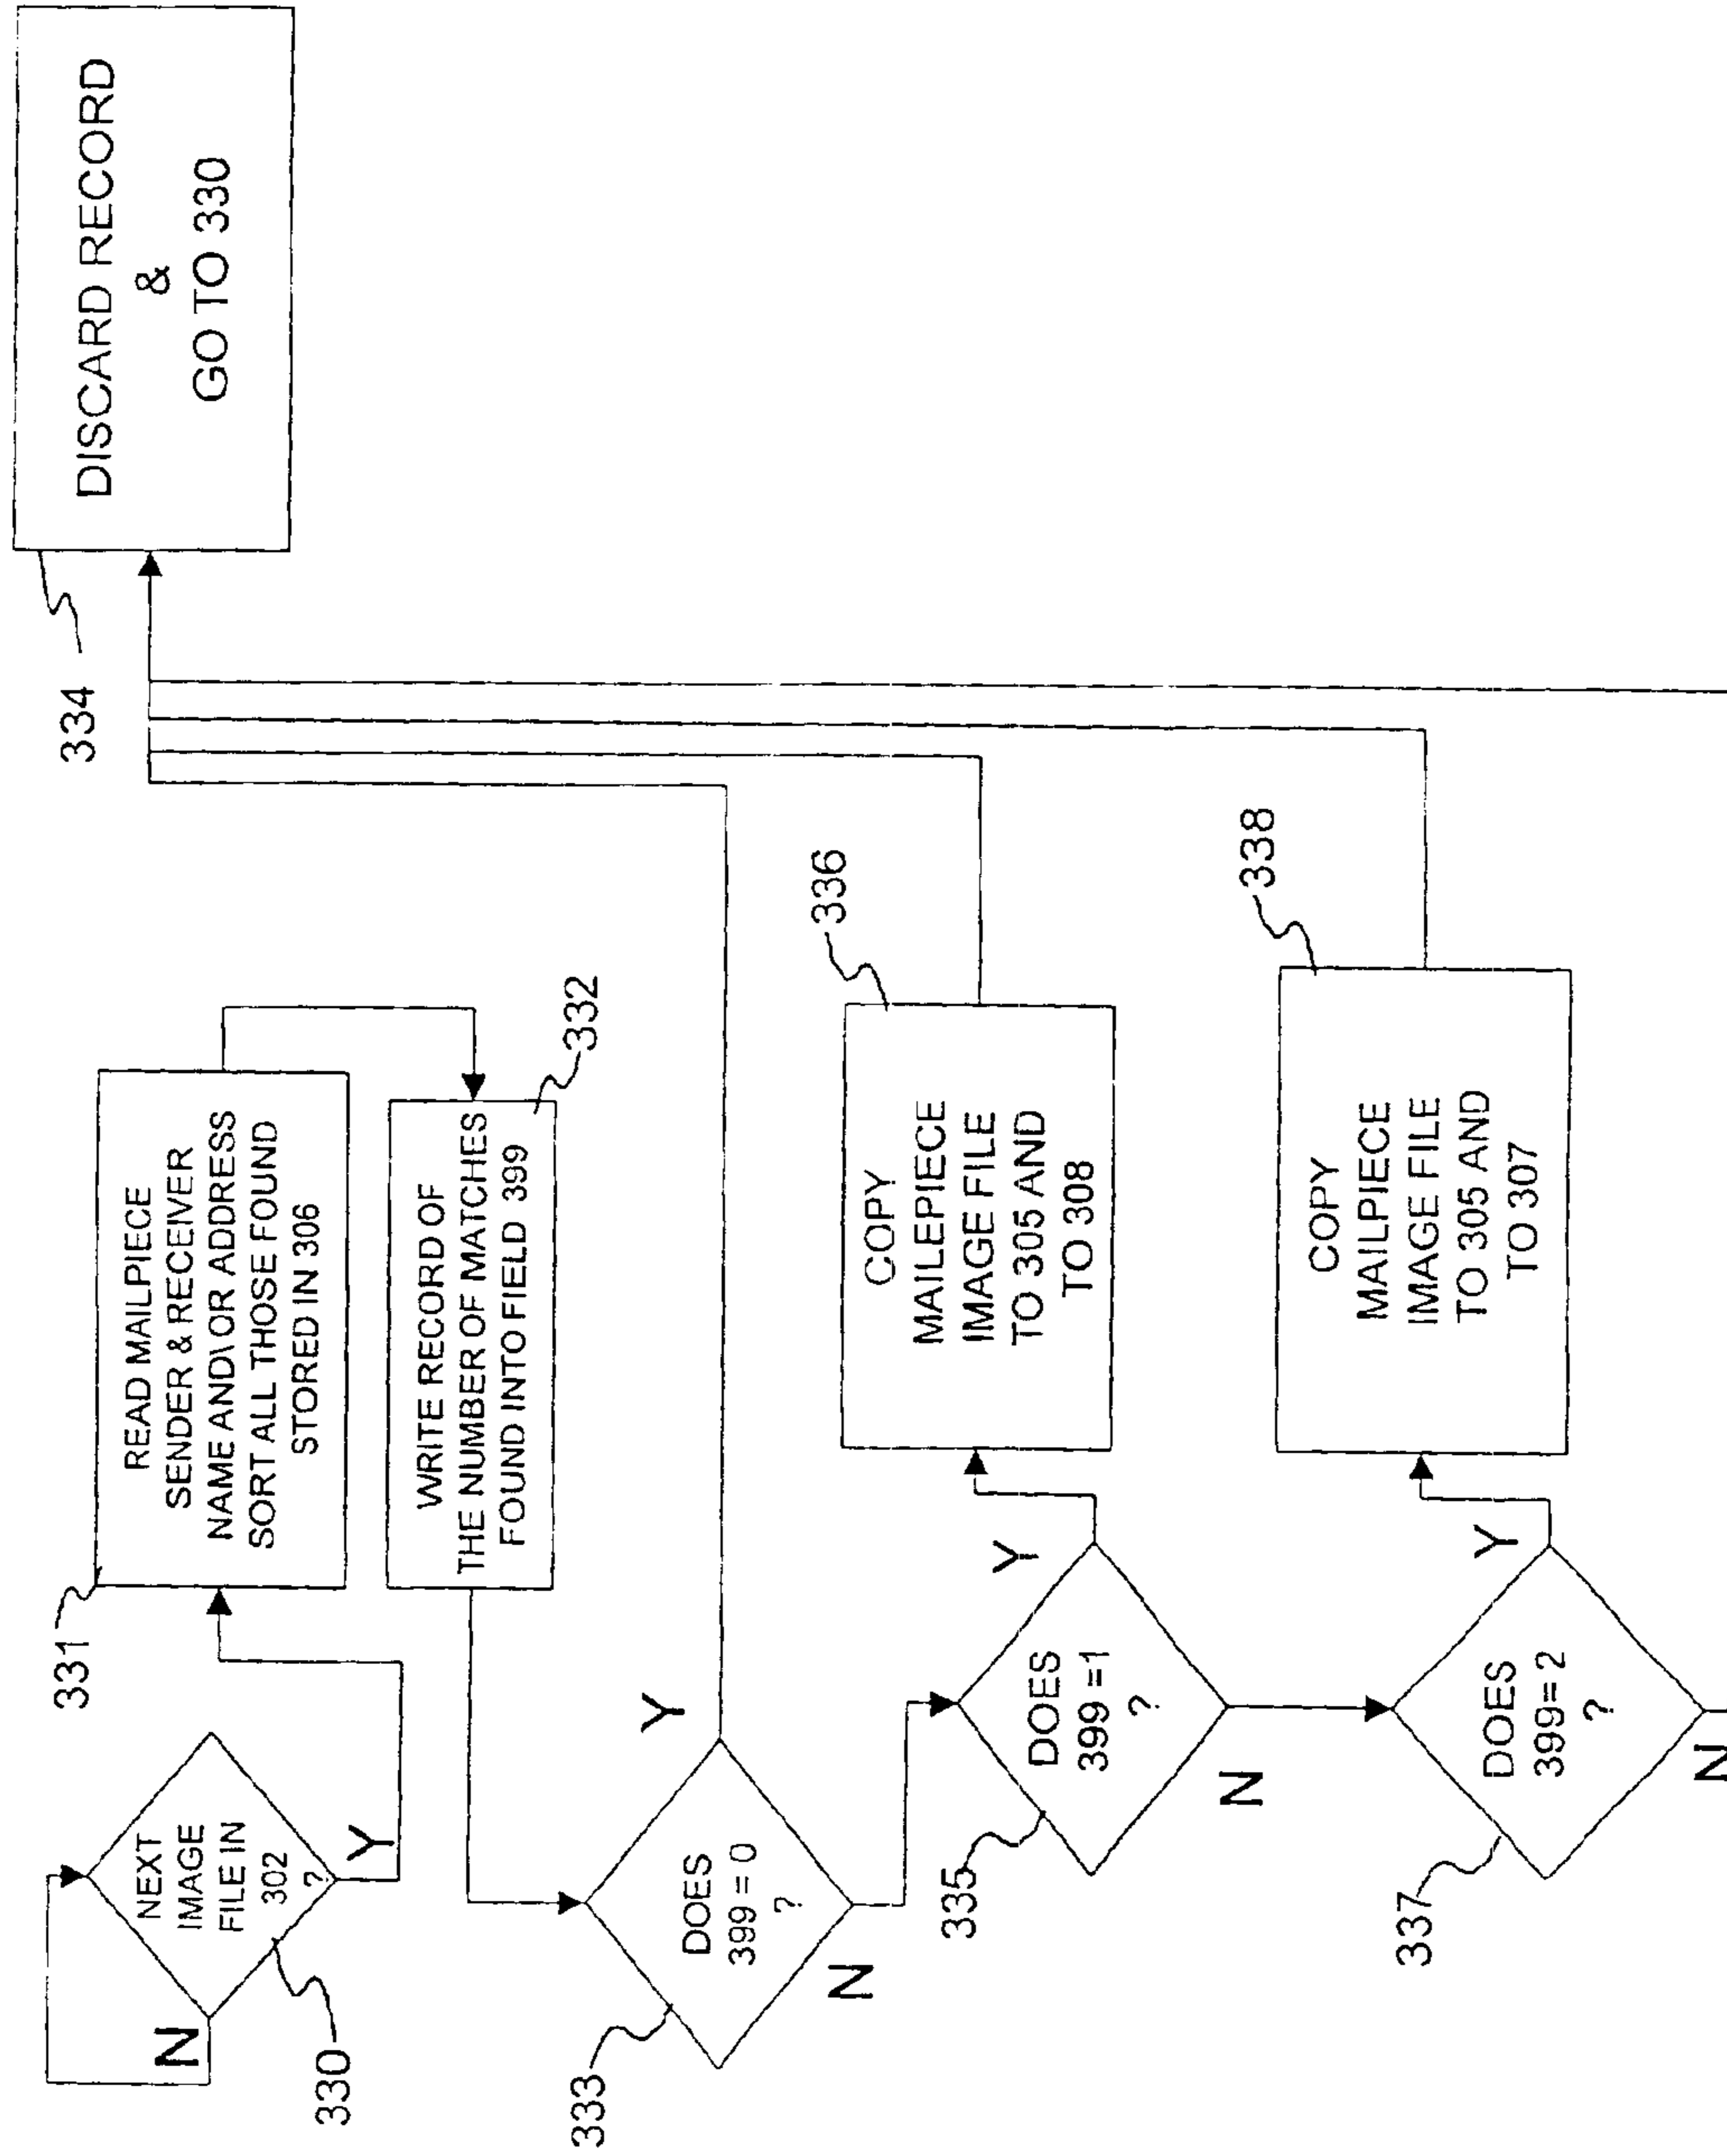 NEXT
IMAGE
FILE IN
302
?
N
Y
330
331
READ MAILPIECE
SENDER & RECEIVER
NAME AND\OR ADDRESS
SORT ALL THOSE FOUND
STORED IN 306
WRITE RECORD OF
THE NUMBER OF MATCHES
FOUND INTO FIELD 399
332
333
DOES
399 = 0
?
Y
N
334
DISCARD RECORD
&
GO TO 330
335
DOES
399 = 1
?
Y
N
336
COPY
MAILEPIECE
IMAGE FILE
TO 305 AND
TO 308
337
DOES
399 = 2
?
Y
N
338
COPY
MAILPIECE
IMAGE FILE
TO 305 AND
TO 307